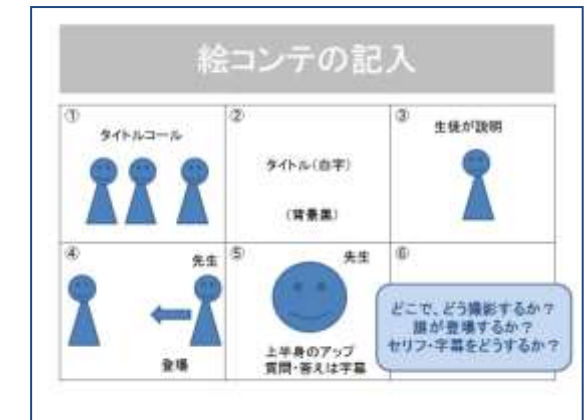 絵コンテの記入
①
タイトルコール
②
タイトル(白字)
(背景黒)
③
生徒が説明
④
先生
登場
⑤
先生
上半身のアップ
質問・答えは字幕
⑥
どこで、どう撮影するか?
誰が登場するか?
セリフ・字幕をどうするか?